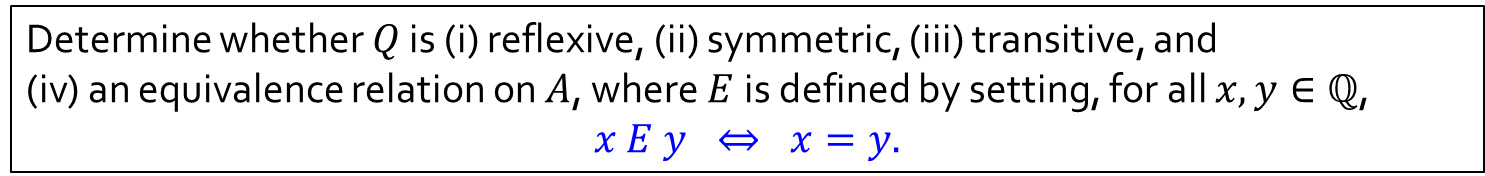 Determine whether 𝑄 is (i) reflexive, (ii) symmetric, (iii) transitive, and
(iv) an equivalence relation on 𝐴, where 𝐸 is defined by setting, for all 𝑥, 𝑦 ∈ ℚ,
𝑥 𝐸 𝑦 ⇔ 𝑥 = 𝑦.